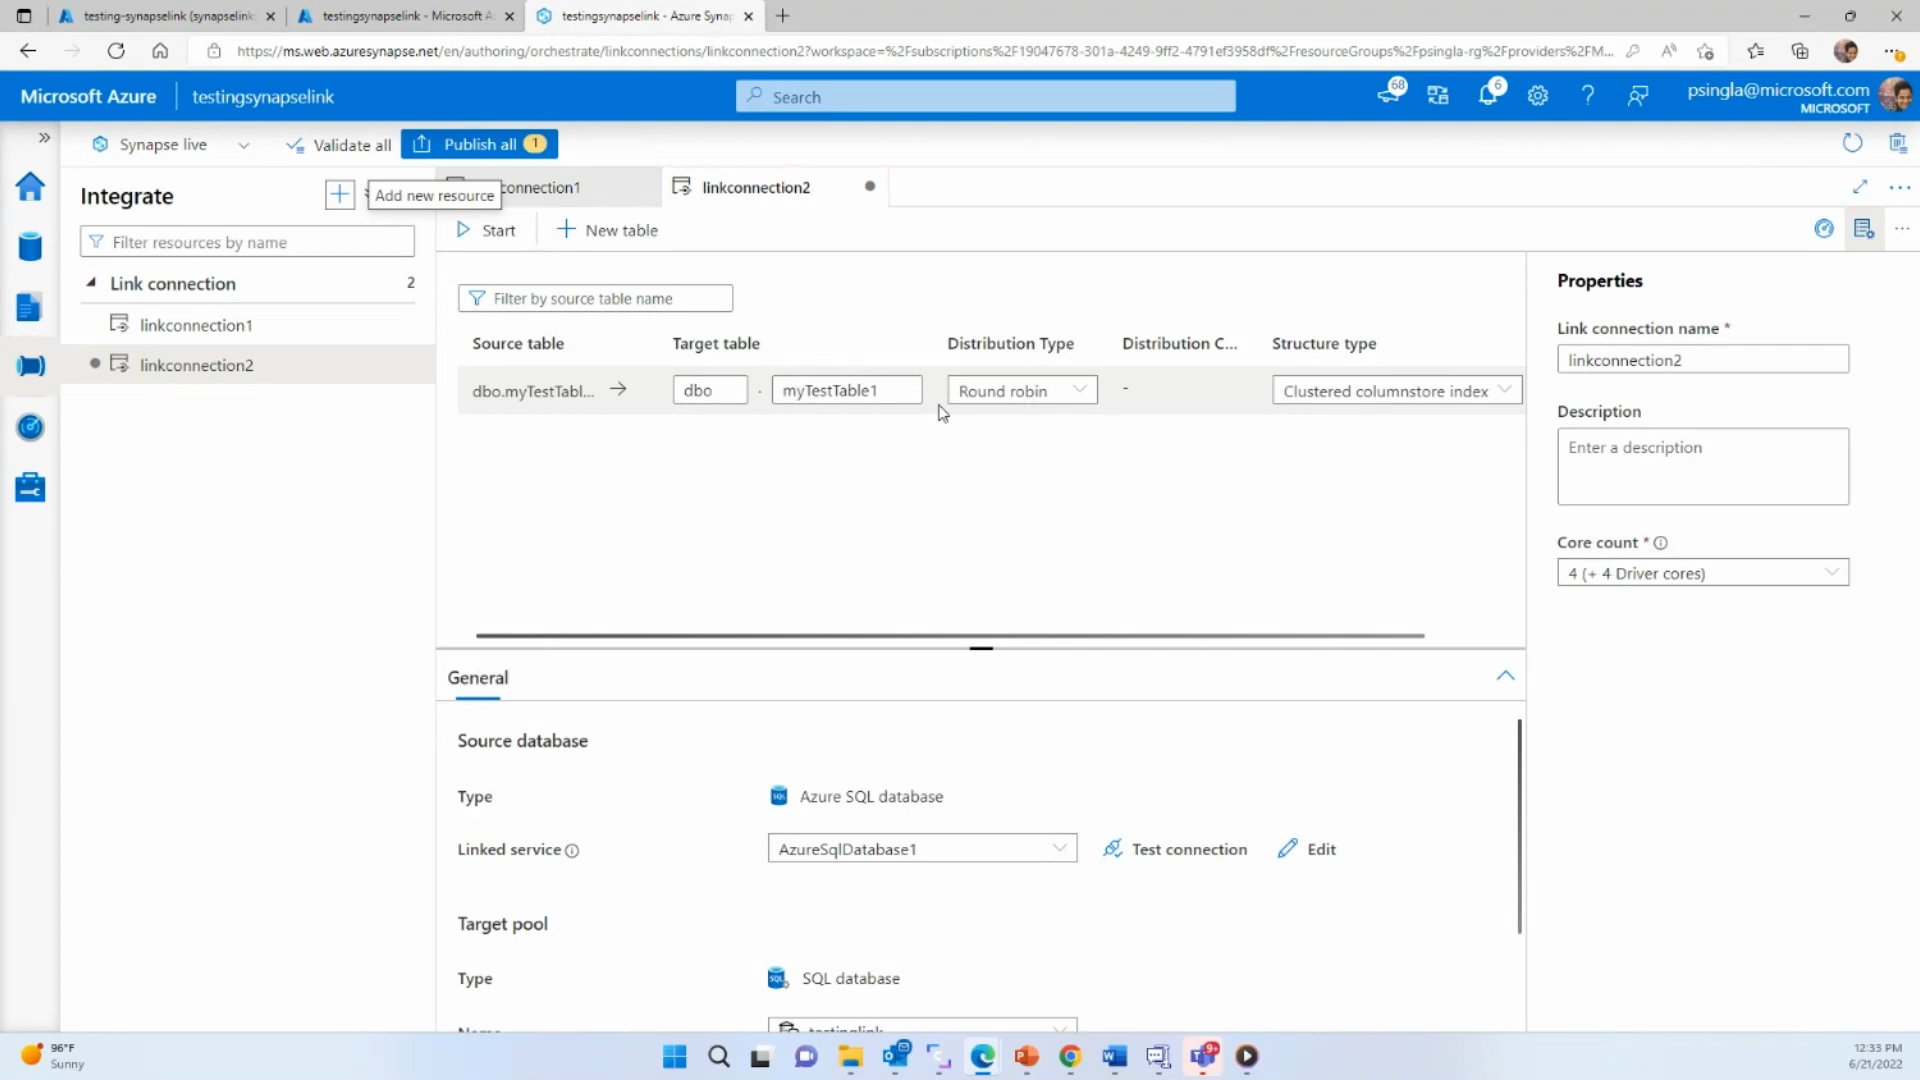 testing-synapselink (synapselink
testingsynapselink - Microsoft A
testingsynapselink - Azure Synap
https://ms.web.azuresynapse.net/en/authoring/orchestrate/linkconnections/linkconnection2?workspace=%2Fsubscriptions%2F19047678-301a-4249-9ff2-4791ef3958df%2FresourceGroups%2Fpsingla-rg%2Fproviders%2FM...
Microsoft Azure
testingsynapselink
Search
68
6
psingla@microsoft.com
MICROSOFT
Synapse live
Validate all
Publish all 1
Integrate
Add new resource
connection1
linkconnection2
Filter resources by name
Start
New table
Link connection 2
linkconnection1
linkconnection2
Filter by source table name
Source table Target table Distribution Type Distribution C... Structure type
dbo.myTestTabl... dbo . myTestTable1 Round robin - Clustered columnstore index
Properties
Link connection name *
linkconnection2
Description
Enter a description
Core count *
4 (+ 4 Driver cores)
General
Source database
Type Azure SQL database
Linked service AzureSqlDatabase1 Test connection Edit
Target pool
Type SQL database
Name testinglink
96°F
Sunny
9+
12:33 PM
6/21/2022